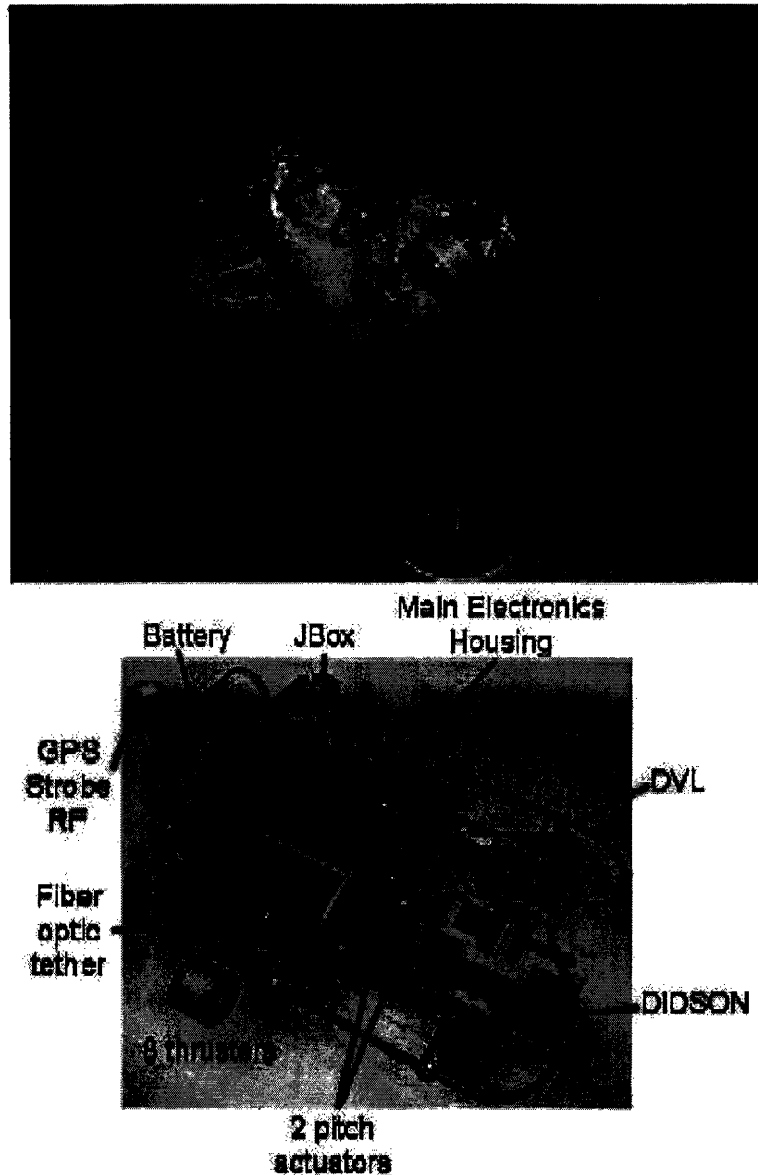 Battery
JBox
Main Electronics
Housing
GPS
Strobe
RF
DVL
Fiber
optic
tether
DIDSON
8 thrusters
2 pitch
actuators